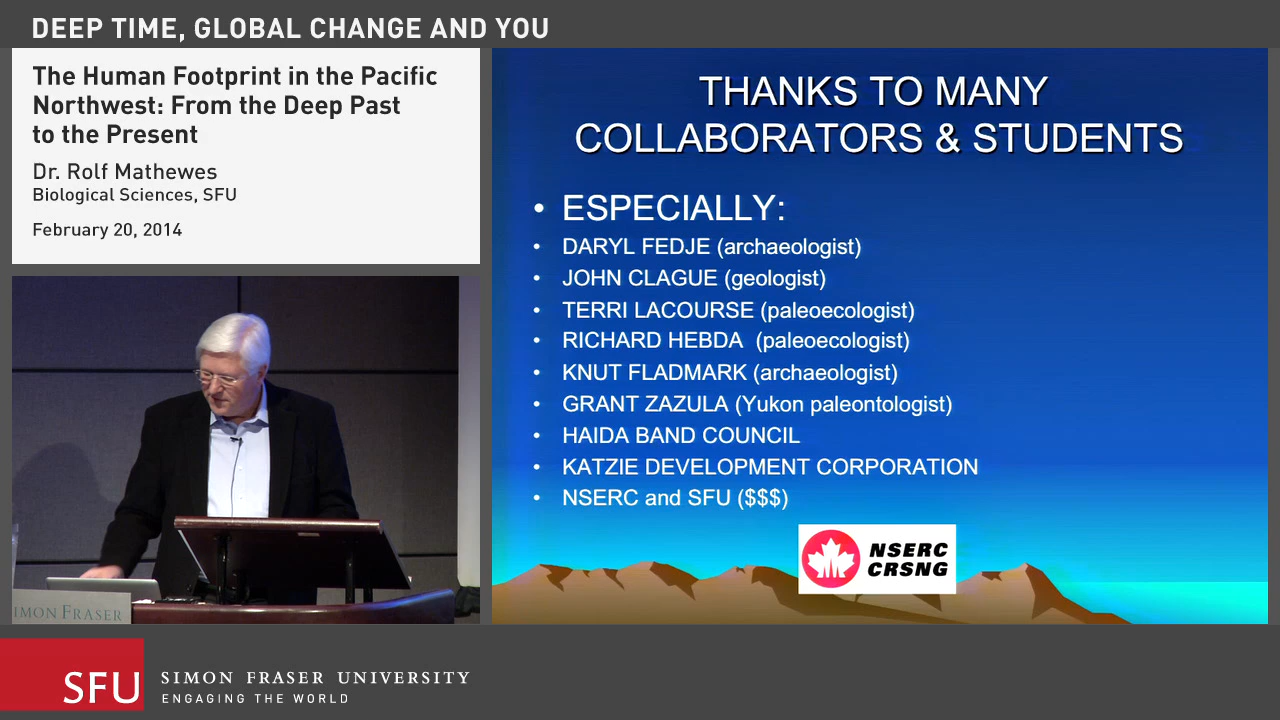 DEEP TIME, GLOBAL CHANGE AND YOU
The Human Footprint in the Pacific
Northwest: From the Deep Past
to the Present
Dr. Rolf Mathewes
Biological Sciences, SFU
February 20, 2014
THANKS TO MANY
COLLABORATORS & STUDENTS
• ESPECIALLY:
• DARYL FEDJE (archaeologist)
• JOHN CLAGUE (geologist)
• TERRI LACOURSE (paleoecologist)
• RICHARD HEBDA (paleoecologist)
• KNUT FLADMARK (archaeologist)
• GRANT ZAZULA (Yukon paleontologist)
• HAIDA BAND COUNCIL
• KATZIE DEVELOPMENT CORPORATION
• NSERC and SFU ($$$)
NSERC
CRSNG
IMON FRASER
SFU
SIMON FRASER UNIVERSITY
ENGAGING THE WORLD